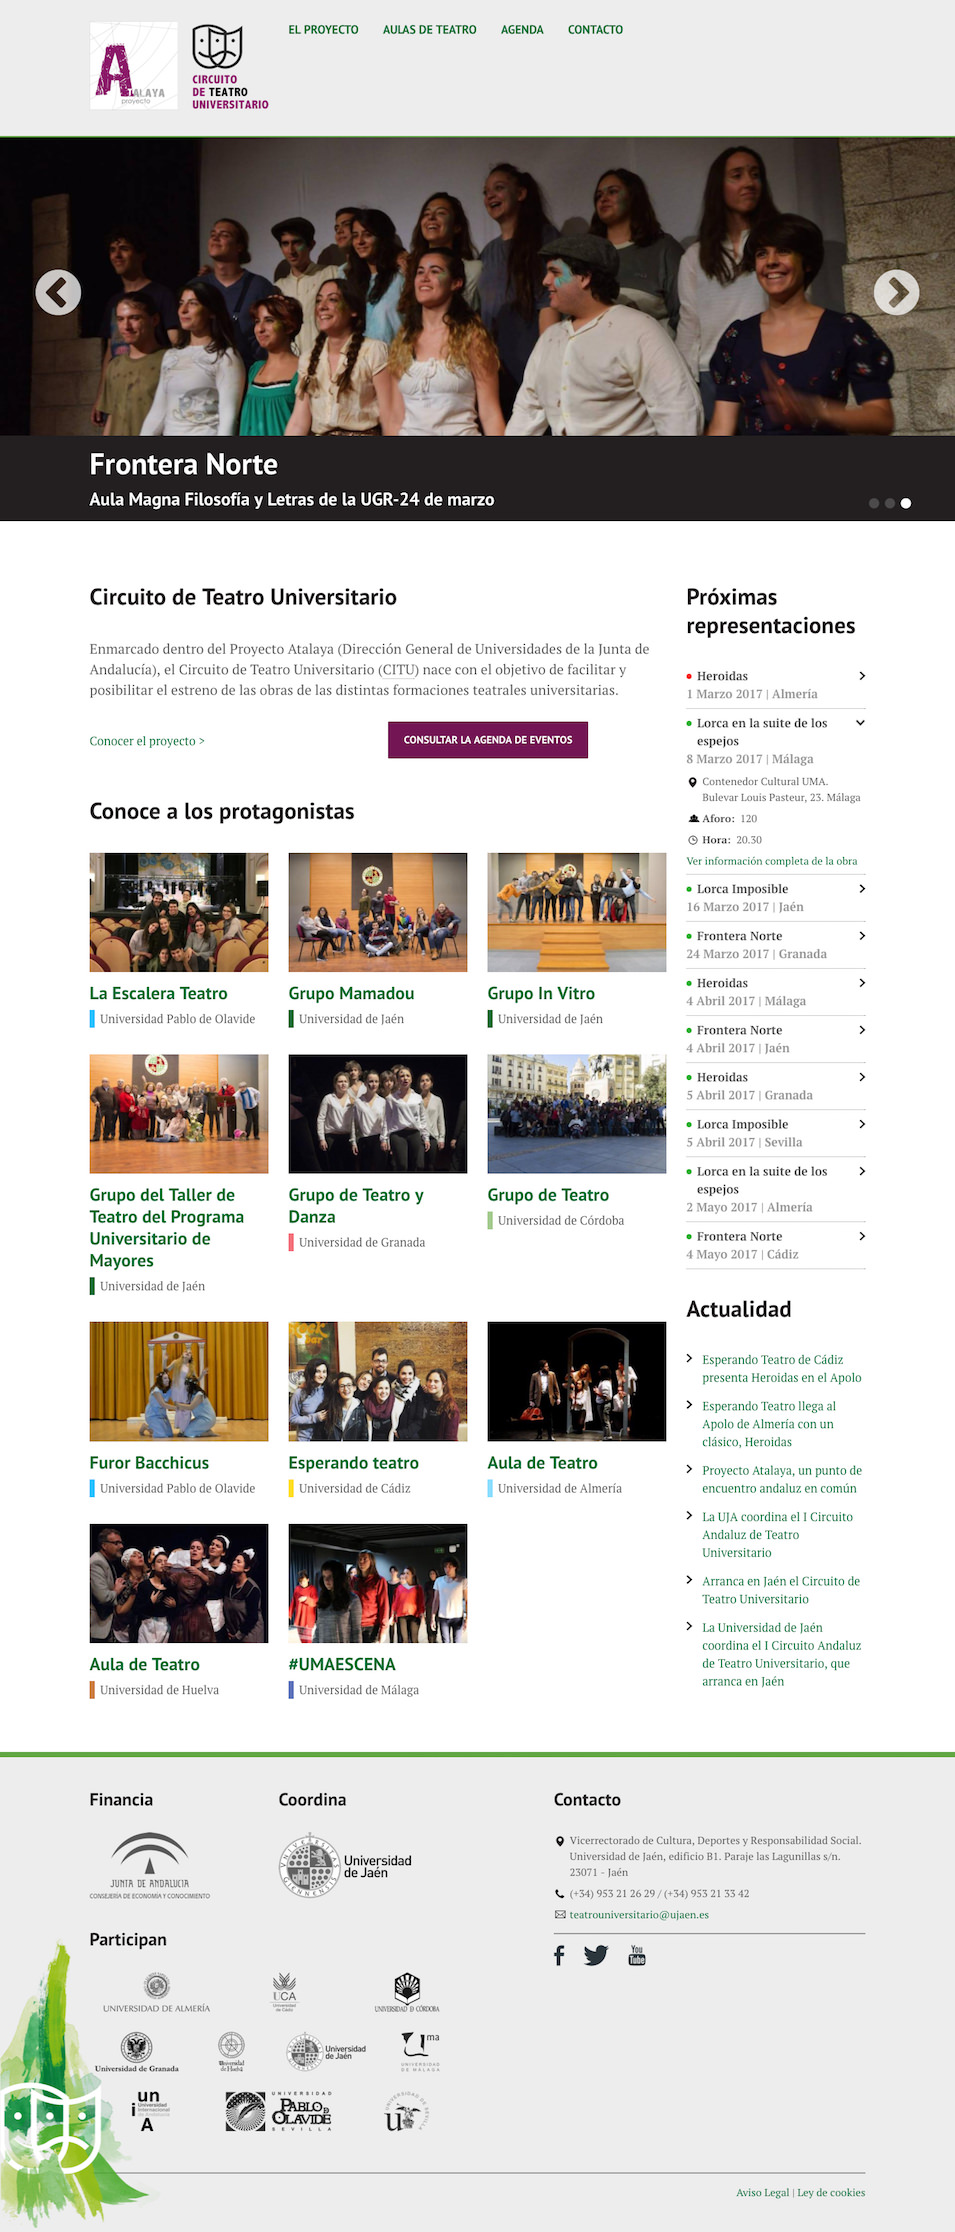 EL PROYECTO AULAS DE TEATRO AGENDA CONTACTO
ALAYA
proyecto
CIRCUITO
DE TEATRO
UNIVERSITARIO
Frontera Norte
Aula Magna Filosofía y Letras de la UGR-24 de marzo
Circuito de Teatro Universitario
Enmarcado dentro del Proyecto Atalaya (Dirección General de Universidades de la Junta de
Andalucía), el Circuito de Teatro Universitario (CITU) nace con el objetivo de facilitar y
posibilitar el estreno de las obras de las distintas formaciones teatrales universitarias.
Conocer el proyecto >
CONSULTAR LA AGENDA DE EVENTOS
Conoce a los protagonistas
La Escalera Teatro
Universidad Pablo de Olavide
Grupo Mamadou
Universidad de Jaén
Grupo In Vitro
Universidad de Jaén
Grupo del Taller de
Teatro del Programa
Universitario de
Mayores
Universidad de Jaén
Grupo de Teatro y
Danza
Universidad de Granada
Grupo de Teatro
Universidad de Córdoba
Furor Bacchicus
Universidad Pablo de Olavide
Esperando teatro
Universidad de Cádiz
Aula de Teatro
Universidad de Almería
Aula de Teatro
Universidad de Huelva
#UMAESCENA
Universidad de Málaga
Próximas
representaciones
Heroidas
1 Marzo 2017 | Almería
Lorca en la suite de los
espejos
8 Marzo 2017 | Málaga
Contenedor Cultural UMA.
Bulevar Louis Pasteur, 23. Málaga
Aforo: 120
Hora: 20.30
Ver información completa de la obra
Lorca Imposible
16 Marzo 2017 | Jaén
Frontera Norte
24 Marzo 2017 | Granada
Heroidas
4 Abril 2017 | Málaga
Frontera Norte
4 Abril 2017 | Jaén
Heroidas
5 Abril 2017 | Granada
Lorca Imposible
5 Abril 2017 | Sevilla
Lorca en la suite de los
espejos
2 Mayo 2017 | Almería
Frontera Norte
4 Mayo 2017 | Cádiz
Actualidad
Esperando Teatro de Cádiz
presenta Heroidas en el Apolo
Esperando Teatro llega al
Apolo de Almería con un
clásico, Heroidas
Proyecto Atalaya, un punto de
encuentro andaluz en común
La UJA coordina el I Circuito
Andaluz de Teatro
Universitario
Arranca en Jaén el Circuito de
Teatro Universitario
La Universidad de Jaén
coordina el I Circuito Andaluz
de Teatro Universitario, que
arranca en Jaén
Financia
JUNTA DE ANDALUCIA
CONSEJERÍA DE ECONOMÍA Y CONOCIMIENTO
Coordina
Universidad
de Jaén
Contacto
Vicerrectorado de Cultura, Deportes y Responsabilidad Social.
Universidad de Jaén, edificio B1. Paraje las Lagunillas s/n.
23071 - Jaén
(+34) 953 21 26 29 / (+34) 953 21 33 42
teatrouniversitario@ujaen.es
You
Tube
Participan
UNIVERSIDAD DE ALMERÍA
UCA
Universidad
de Cádiz
UNIVERSIDAD D CÓRDOBA
Universidad de Granada
Universidad
de Huelva
Universidad
de Jaén
uma
UNIVERSIDAD
DE MÁLAGA
un
i Universidad
Internacional
de Andalucía
A
UNIVERSIDAD
PABLO DE
OLAVIDE
SEVILLA
UNIVERSIDAD DE SEVILLA
Aviso Legal | Ley de cookies